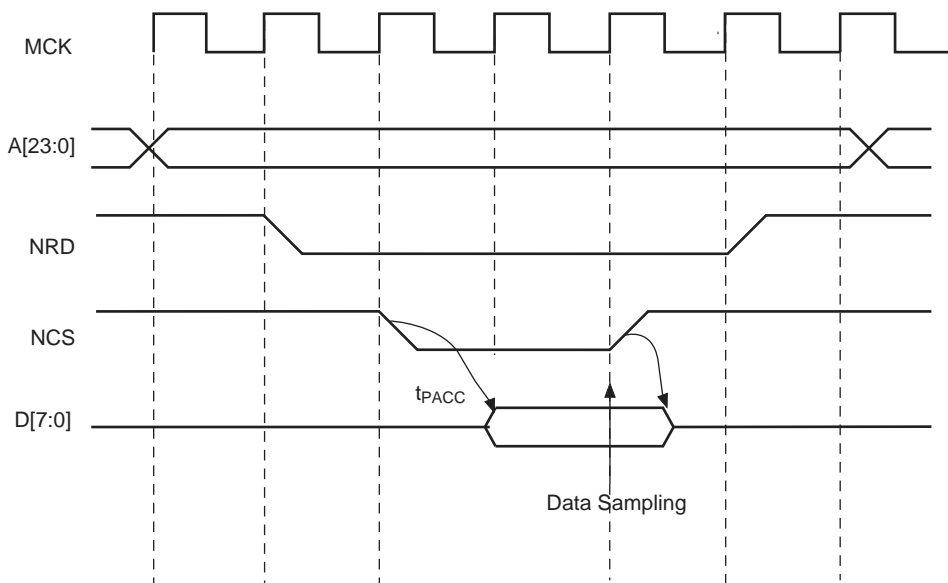 MCK
A[23:0]
NRD
NCS
tPACC
D[7:0]
Data Sampling